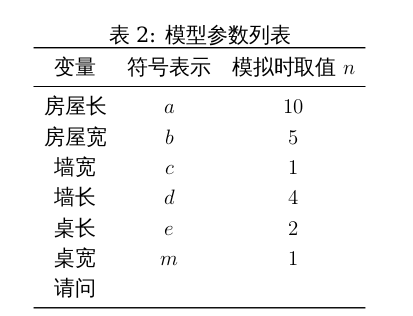 表 2: 模型参数列表
变量 符号表示 模拟时取值 n
房屋长 a 10
房屋宽 b 5
墙宽 c 1
墙长 d 4
桌长 e 2
桌宽 m 1
请问